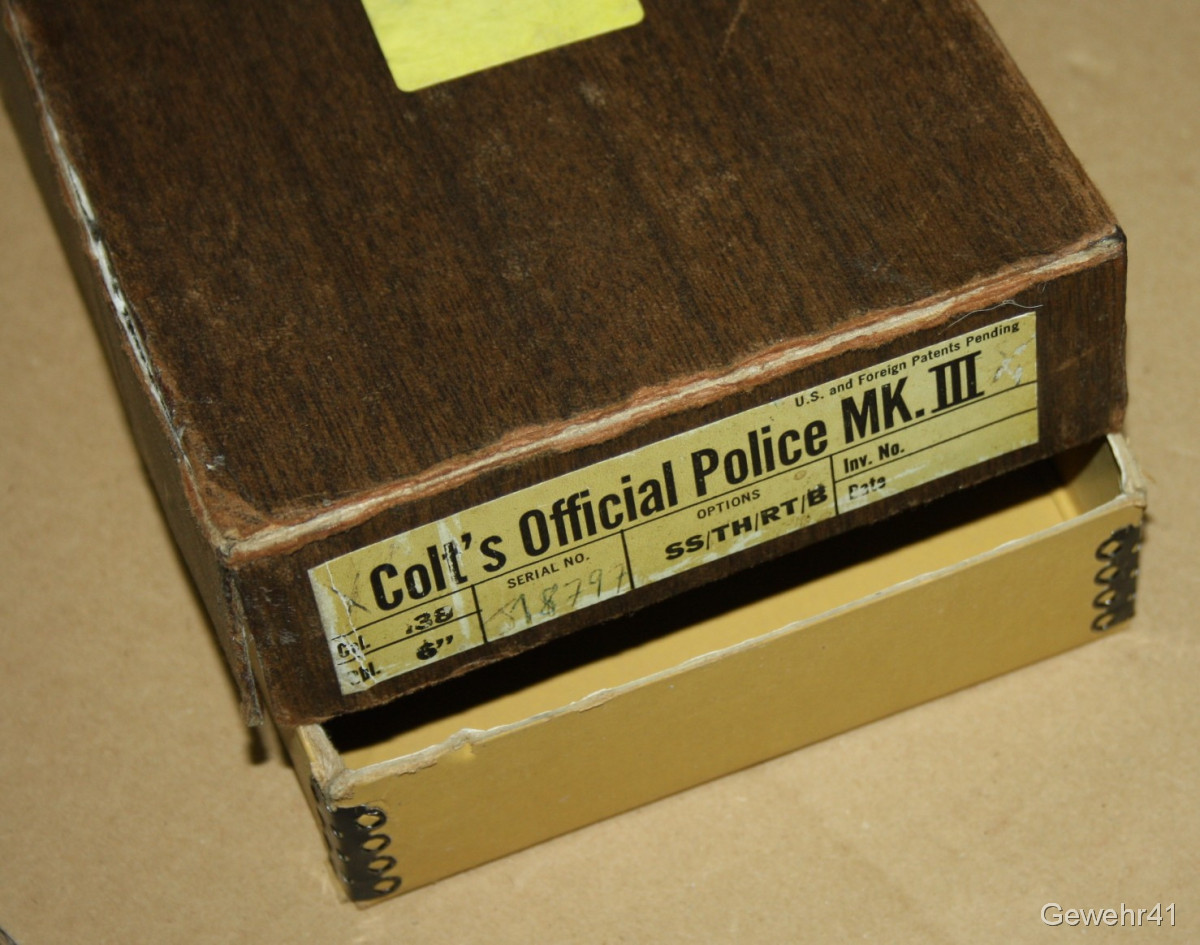 U.S. and Foreign Patents Pending
Colt's Official Police MK. III
Cal. .38
Bbl. 6"
SERIAL NO.
OPTIONS
SS/TH/RT/B
Inv. No.
Date
Gewehr41